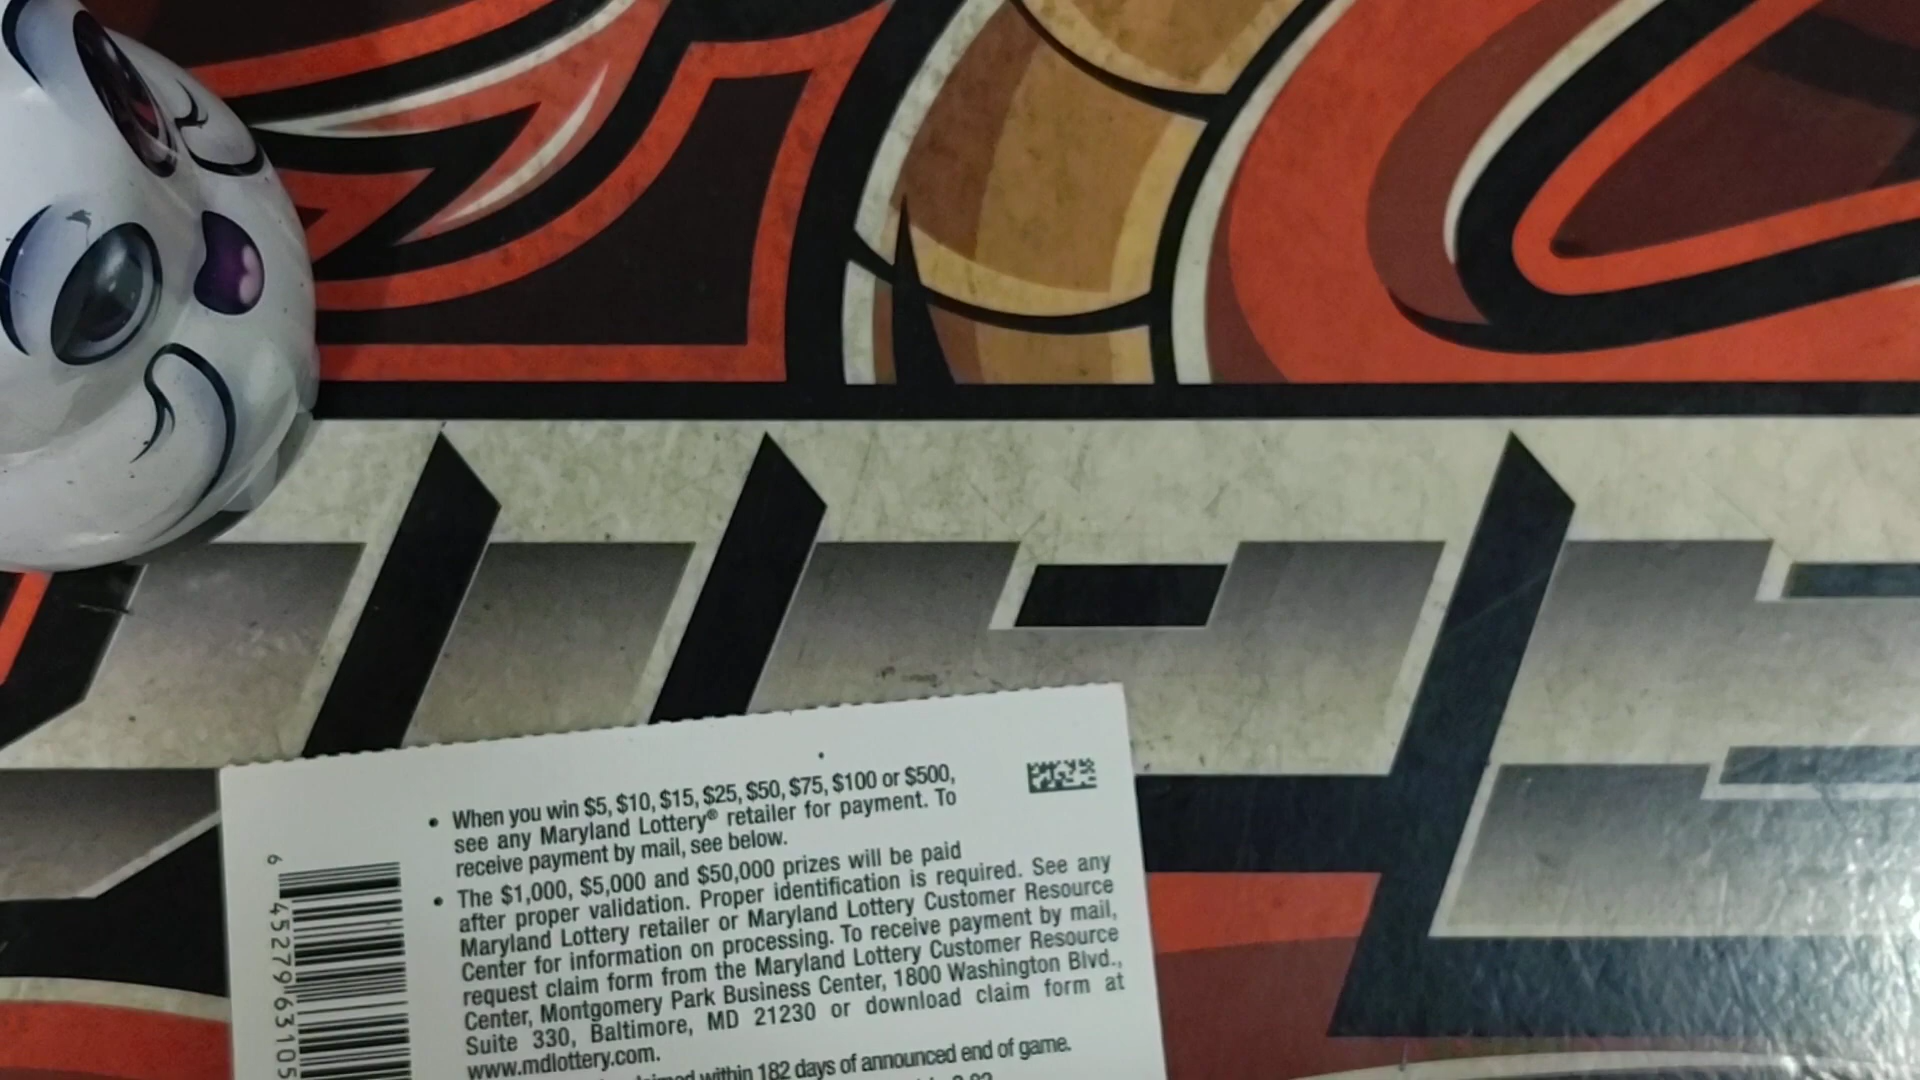 • When you win $5, $10, $15, $25, $50, $75, $100 or $500,
see any Maryland Lottery® retailer for payment. To
receive payment by mail, see below.
• The $1,000, $5,000 and $50,000 prizes will be paid
after proper validation. Proper identification is required. See any
Maryland Lottery retailer or Maryland Lottery Customer Resource
Center for information on processing. To receive payment by mail,
request claim form from the Maryland Lottery Customer Resource
Center, Montgomery Park Business Center, 1800 Washington Blvd.,
Suite 330, Baltimore, MD 21230 or download claim form at
www.mdlottery.com.
within 182 days of announced end of game.
6 45279 63105